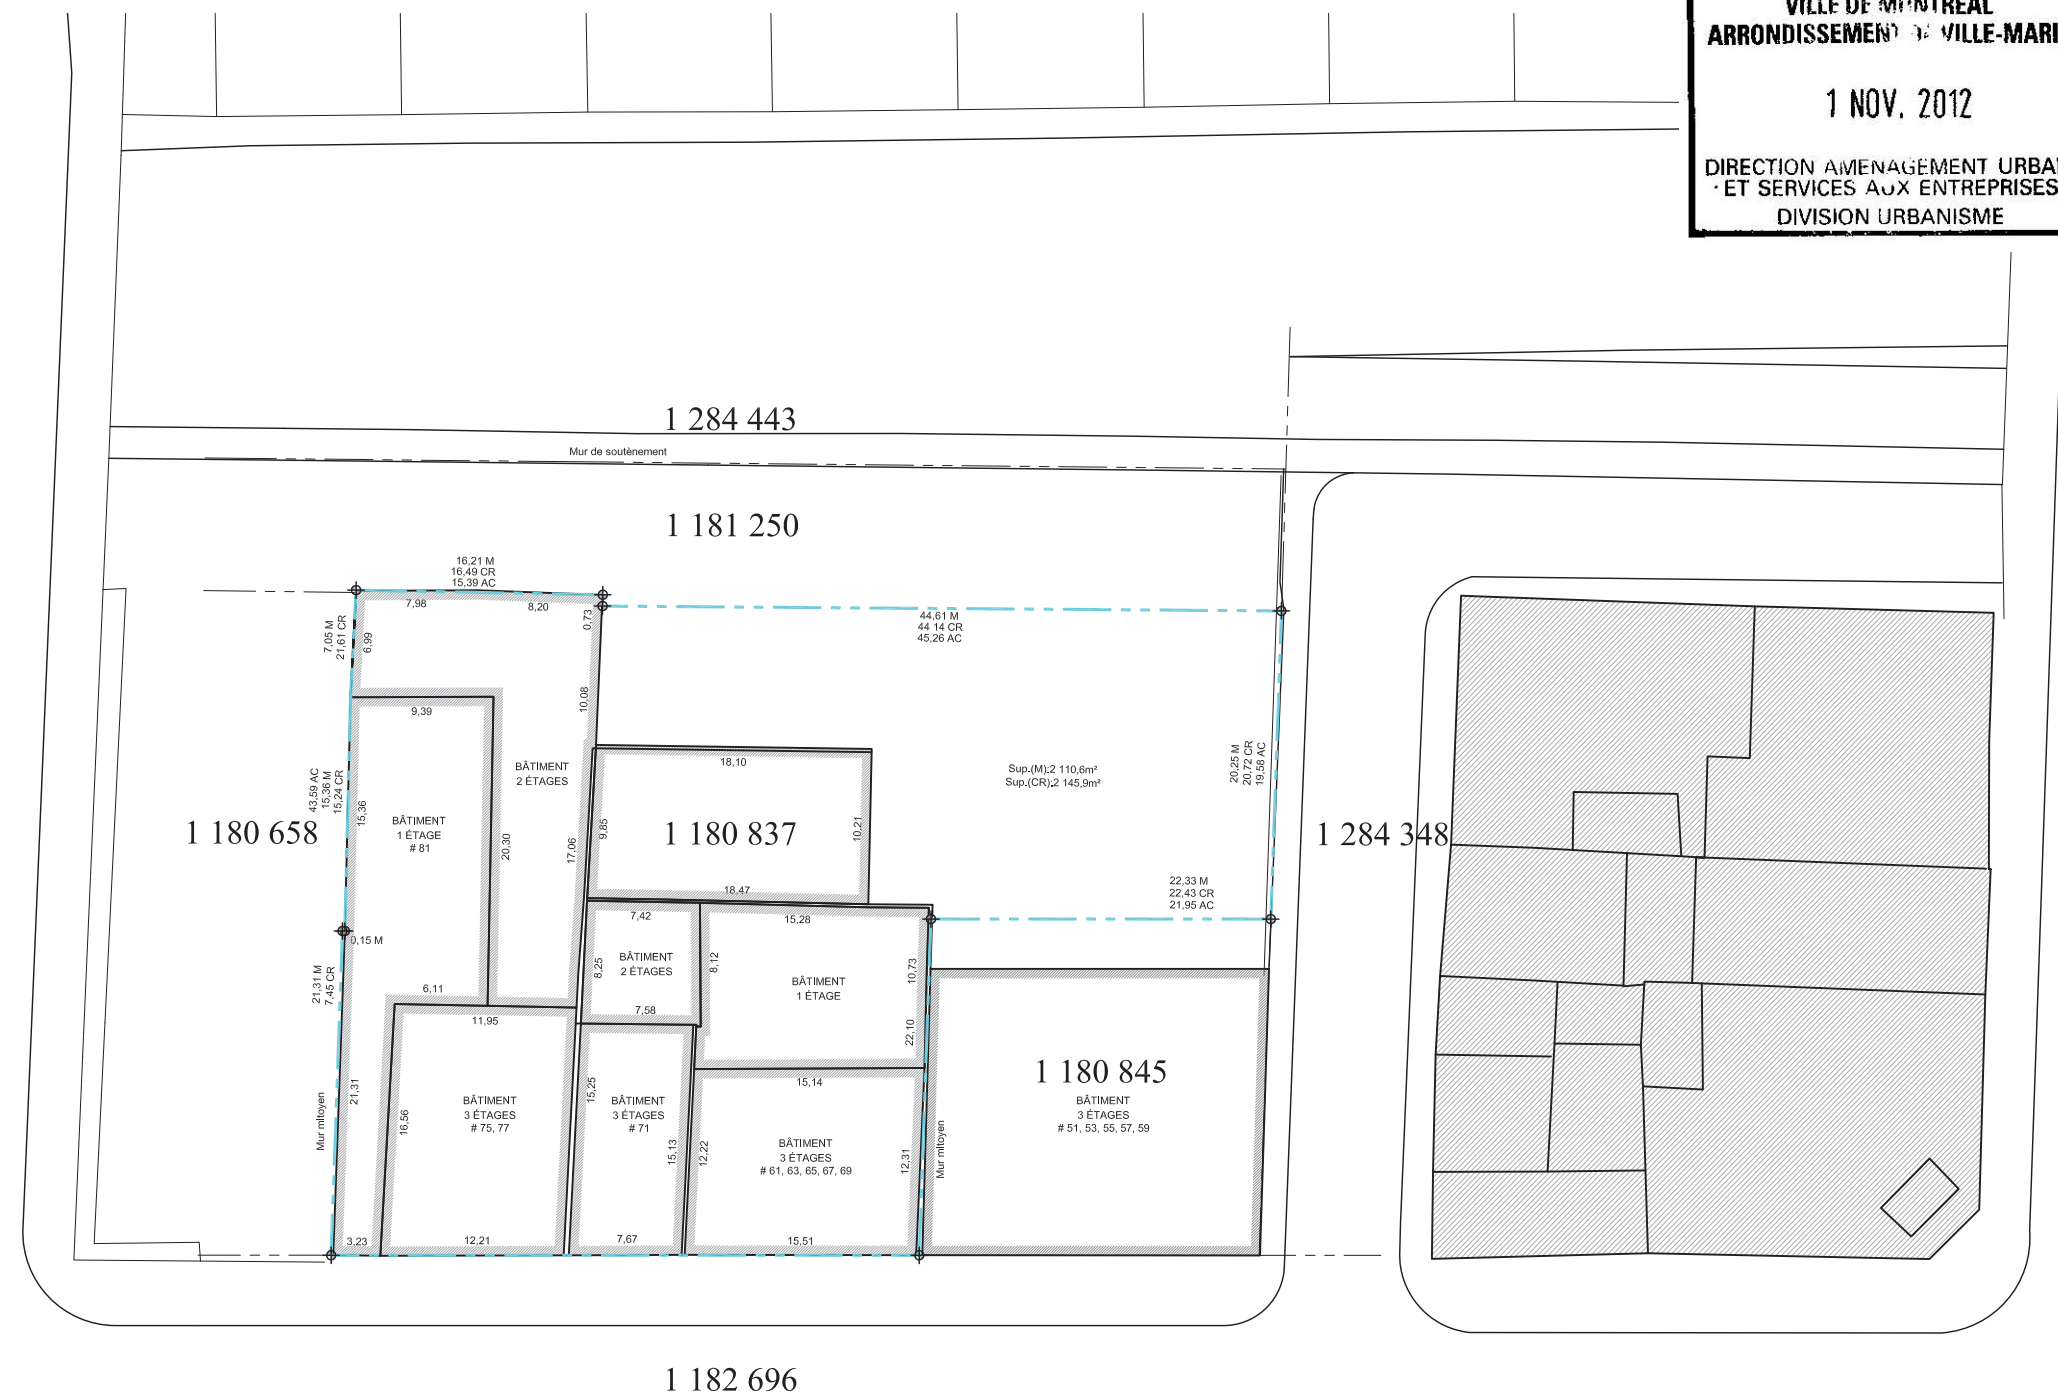 VILLE DE MONTREAL
ARRONDISSEMENT VILLE-MARI
1 NOV. 2012
DIRECTION AMENAGEMENT URBA
ET SERVICES AUX ENTREPRISES
DIVISION URBANISME
1 284 443
Mur de soutènement
1 181 250
16,21 M
16,49 CR
15,39 AC
7,98
8,20
0,73
44,61 M
44 14 CR
45,26 AC
7,05 M
21,61 CR
6,99
10,08
9,39
BÂTIMENT
2 ÉTAGES
18,10
Sup.(M):2 110,6m²
Sup.(CR):2 145,9m²
20,25 M
20,72 CR
19,58 AC
43,59 AC
15,36 M
15,24 CR
15,36
BÂTIMENT
1 ÉTAGE
# 81
1 180 658
20,30
17,06
9,85
1 180 837
10,21
1 284 348
18,47
22,33 M
22,43 CR
21,95 AC
7,42
15,28
0,15 M
8,25
BÂTIMENT
2 ÉTAGES
8,12
BÂTIMENT
1 ÉTAGE
10,73
21,31 M
7,45 CR
6,11
7,58
11,95
22,10
1 180 845
BÂTIMENT
3 ÉTAGES
# 51, 53, 55, 57, 59
15,14
21,31
Mur mitoyen
16,56
BÂTIMENT
3 ÉTAGES
# 75, 77
15,25
BÂTIMENT
3 ÉTAGES
# 71
15,13
12,22
BÂTIMENT
3 ÉTAGES
# 61, 63, 65, 67, 69
12,31
Mur mitoyen
3,23
12,21
7,67
15,51
1 182 696